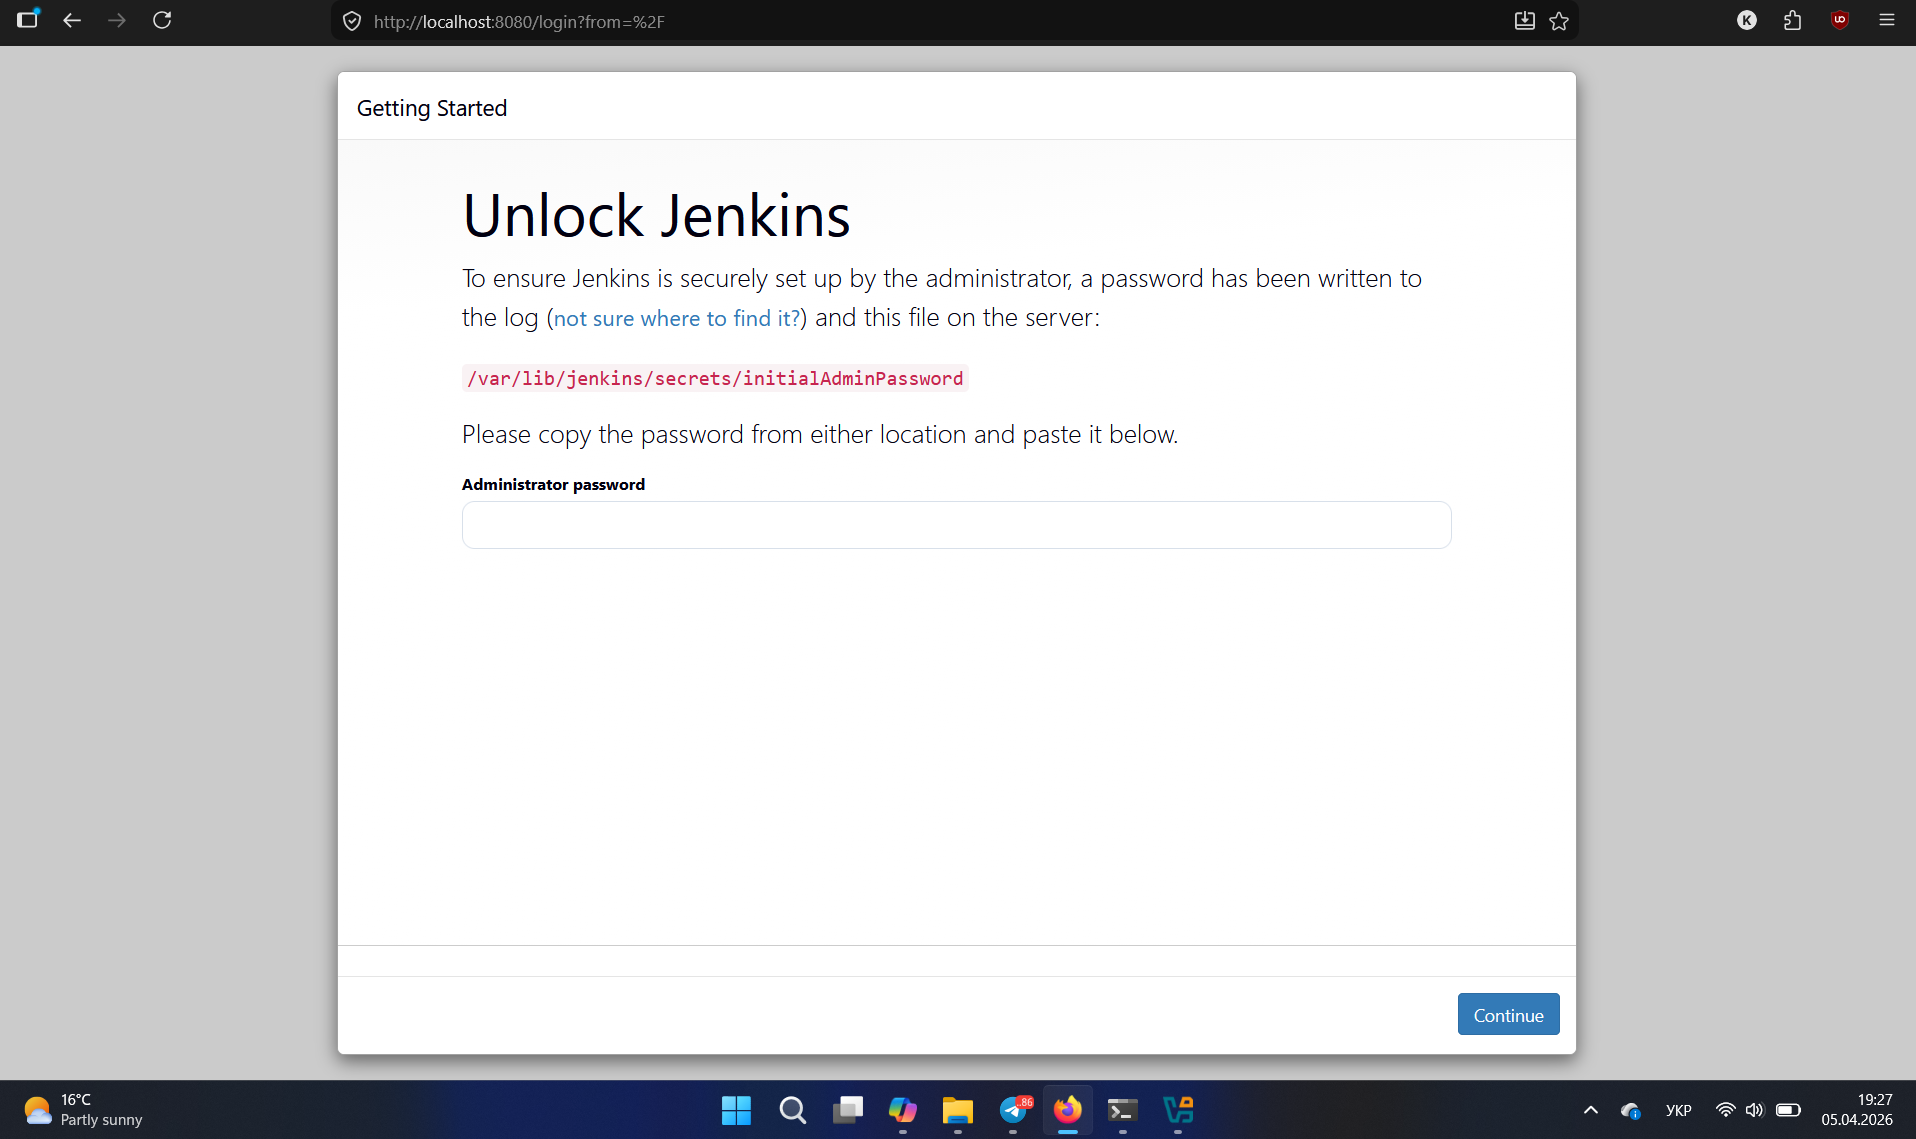 http://localhost:8080/login?from=%2F
K
Getting Started
Unlock Jenkins
To ensure Jenkins is securely set up by the administrator, a password has been written to
the log (not sure where to find it?) and this file on the server:
/var/lib/jenkins/secrets/initialAdminPassword
Please copy the password from either location and paste it below.
Administrator password
Continue
16°C
Partly sunny
..86
УКР
19:27
05.04.2026